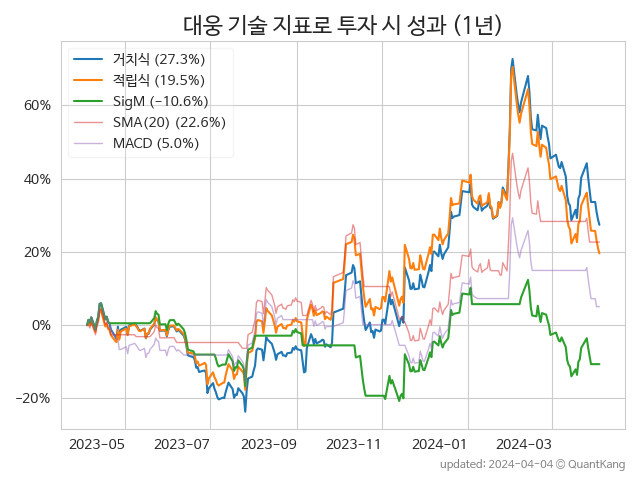 대웅 기술 지표로 투자 시 성과 (1년)
거치식 (27.3%)
적립식 (19.5%)
SigM (−10.6%)
SMA(20) (22.6%)
MACD (5.0%)
60%
40%
20%
0%
−20%
2023-05 2023-07 2023-09 2023-11 2024-01 2024-03
updated: 2024-04-04 © QuantKang